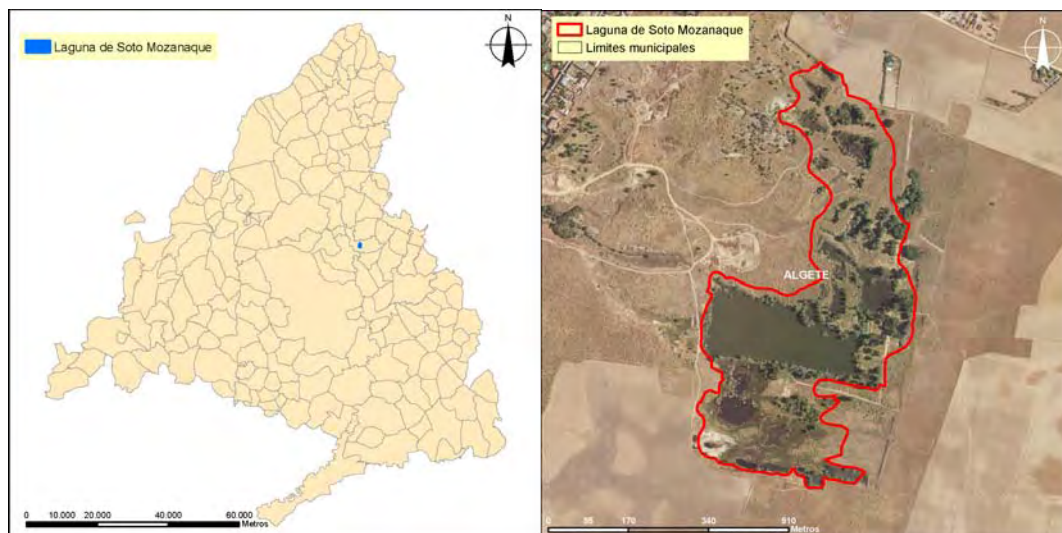 Laguna de Soto Mozanaque
N
0 10.000 20.000 40.000 60.000
Metros
Laguna de Soto Mozanaque
Limites municipales
N
ALGETE
0 85 170 340 510
Metros